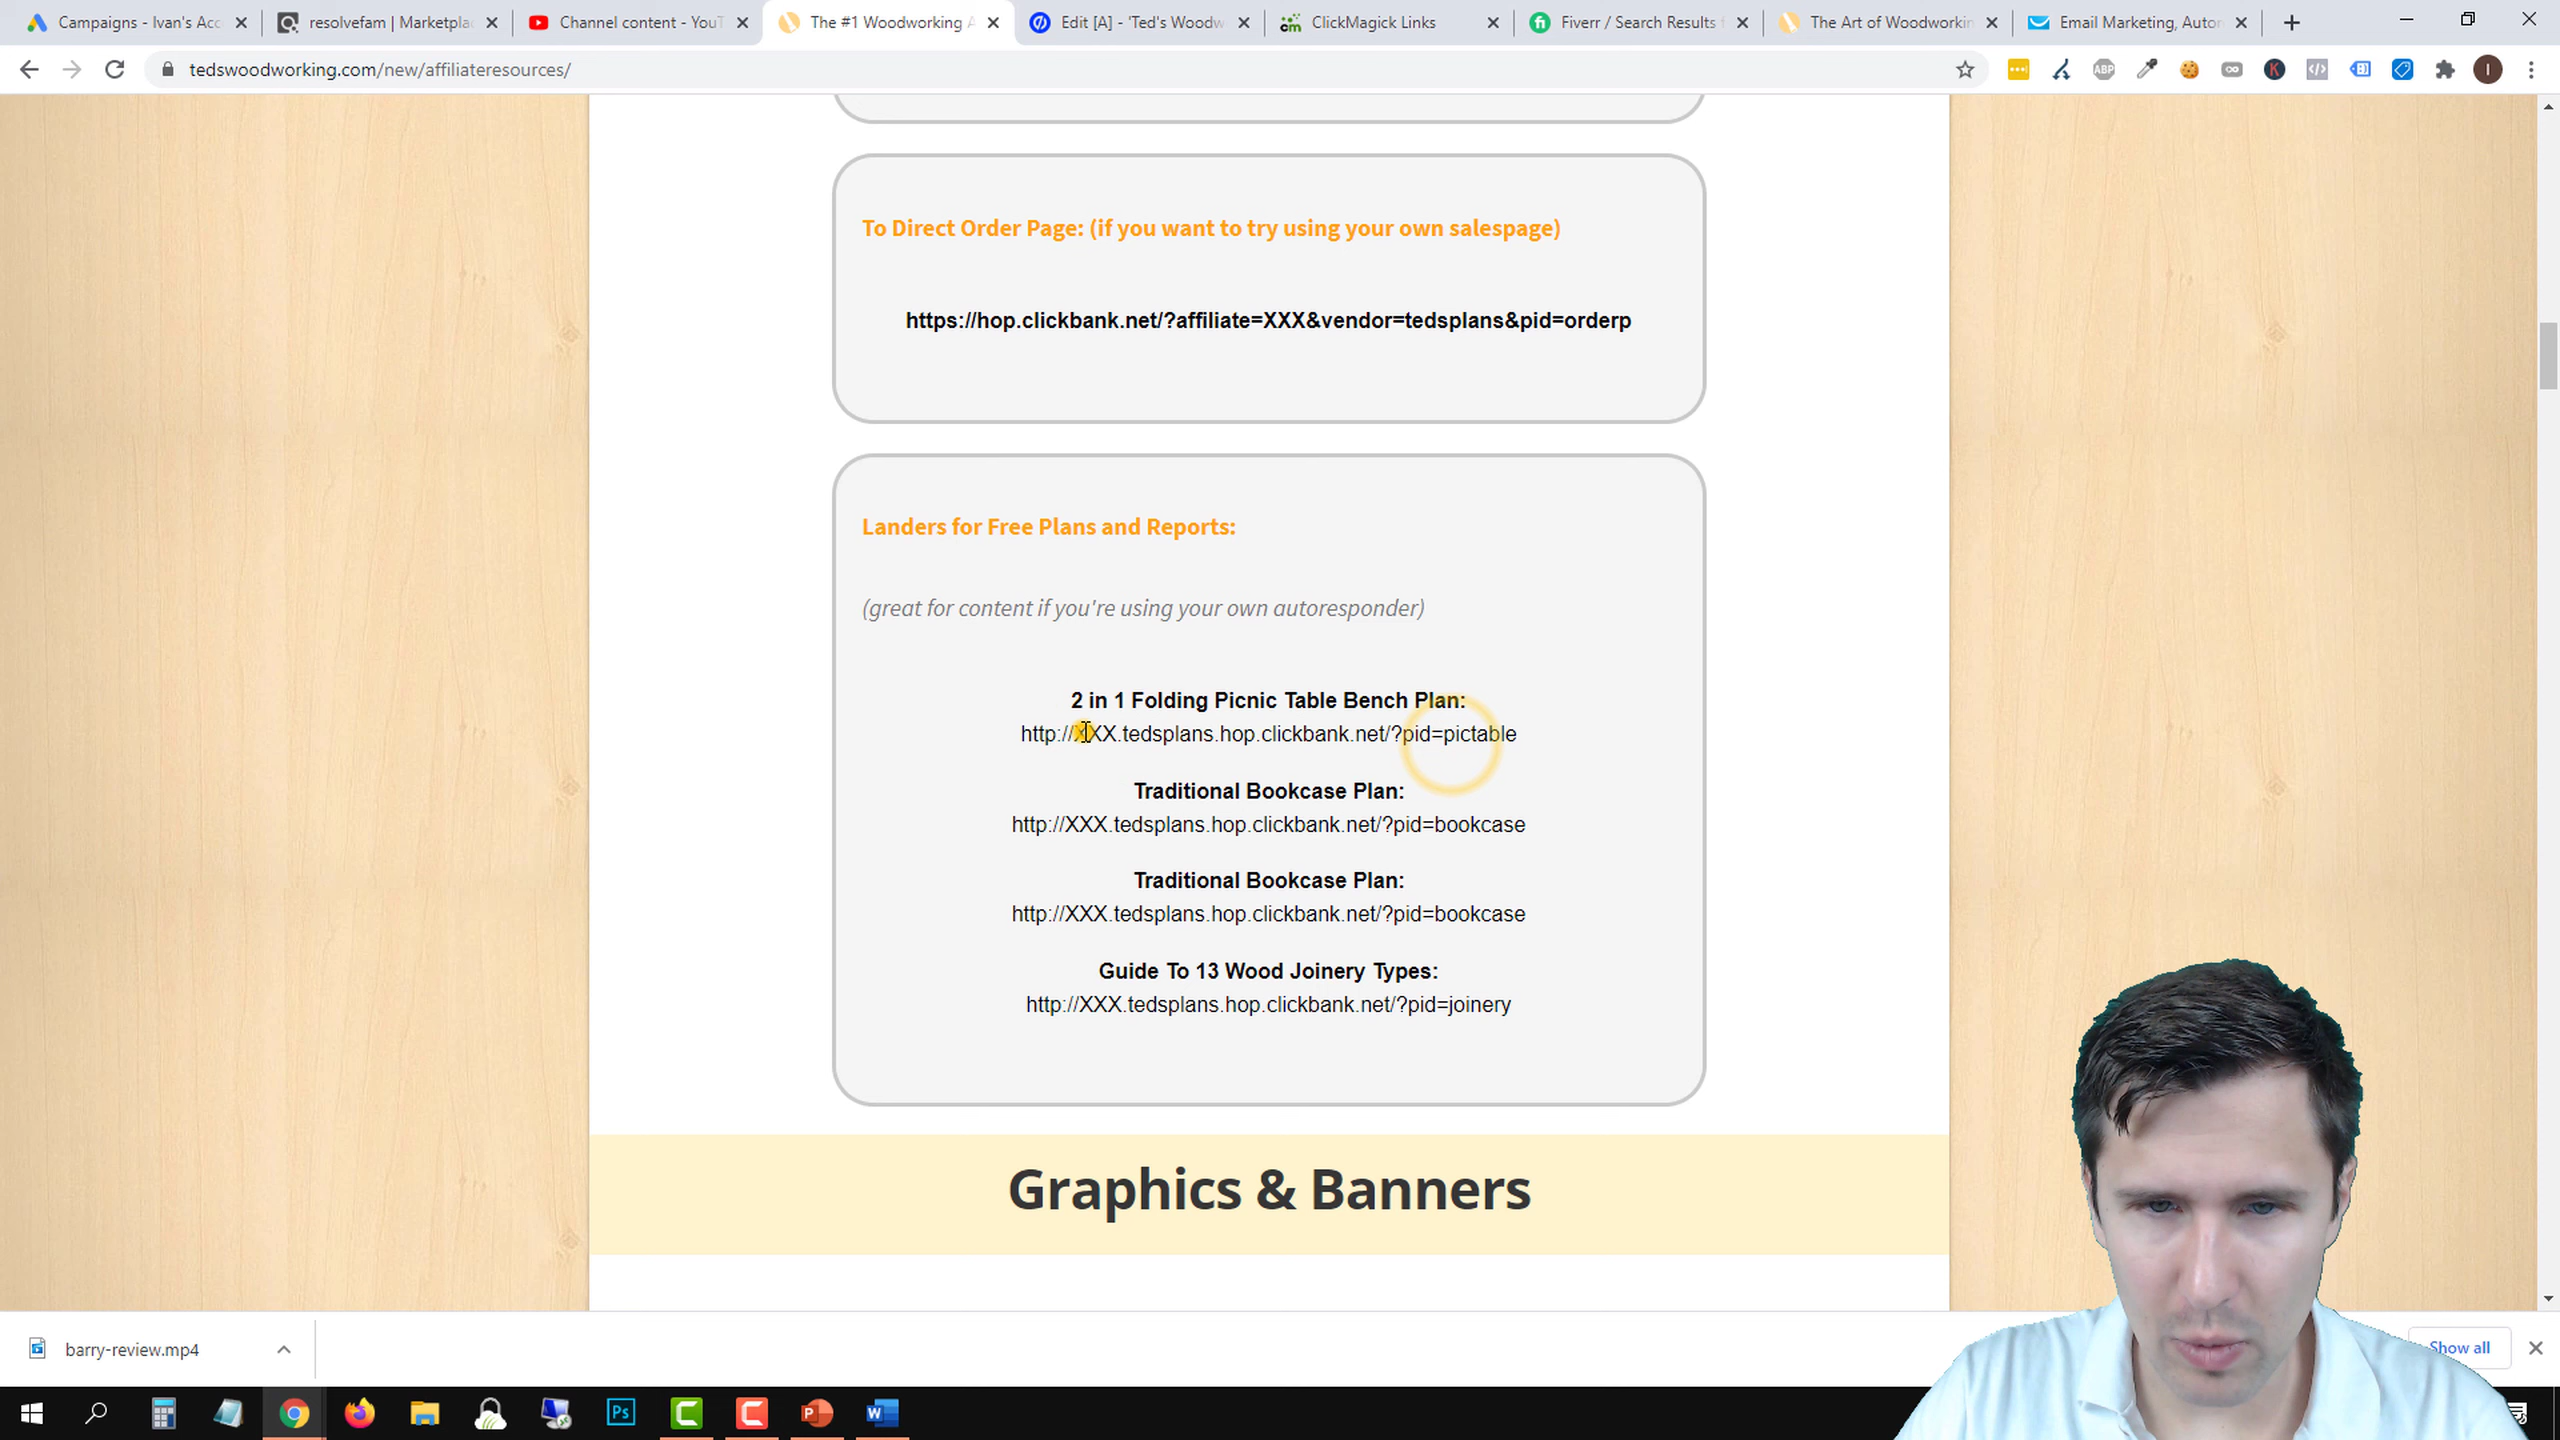 Campaigns - Ivan's Acc
resolvefam | Marketplac
Channel content - YouT
The #1 Woodworking A
Edit [A] - 'Ted's Woodw
ClickMagick Links
Fiverr / Search Results f
The Art of Woodworkin
Email Marketing, Autor
tedswoodworking.com/new/affiliateresources/
ABP
K
I
To Direct Order Page: (if you want to try using your own salespage)
https://hop.clickbank.net/?affiliate=XXX&vendor=tedsplans&pid=orderp
Landers for Free Plans and Reports:
(great for content if you're using your own autoresponder)
2 in 1 Folding Picnic Table Bench Plan:
http://XXX.tedsplans.hop.clickbank.net/?pid=pictable
Traditional Bookcase Plan:
http://XXX.tedsplans.hop.clickbank.net/?pid=bookcase
Traditional Bookcase Plan:
http://XXX.tedsplans.hop.clickbank.net/?pid=bookcase
Guide To 13 Wood Joinery Types:
http://XXX.tedsplans.hop.clickbank.net/?pid=joinery
Graphics & Banners
barry-review.mp4
Show all
Ps